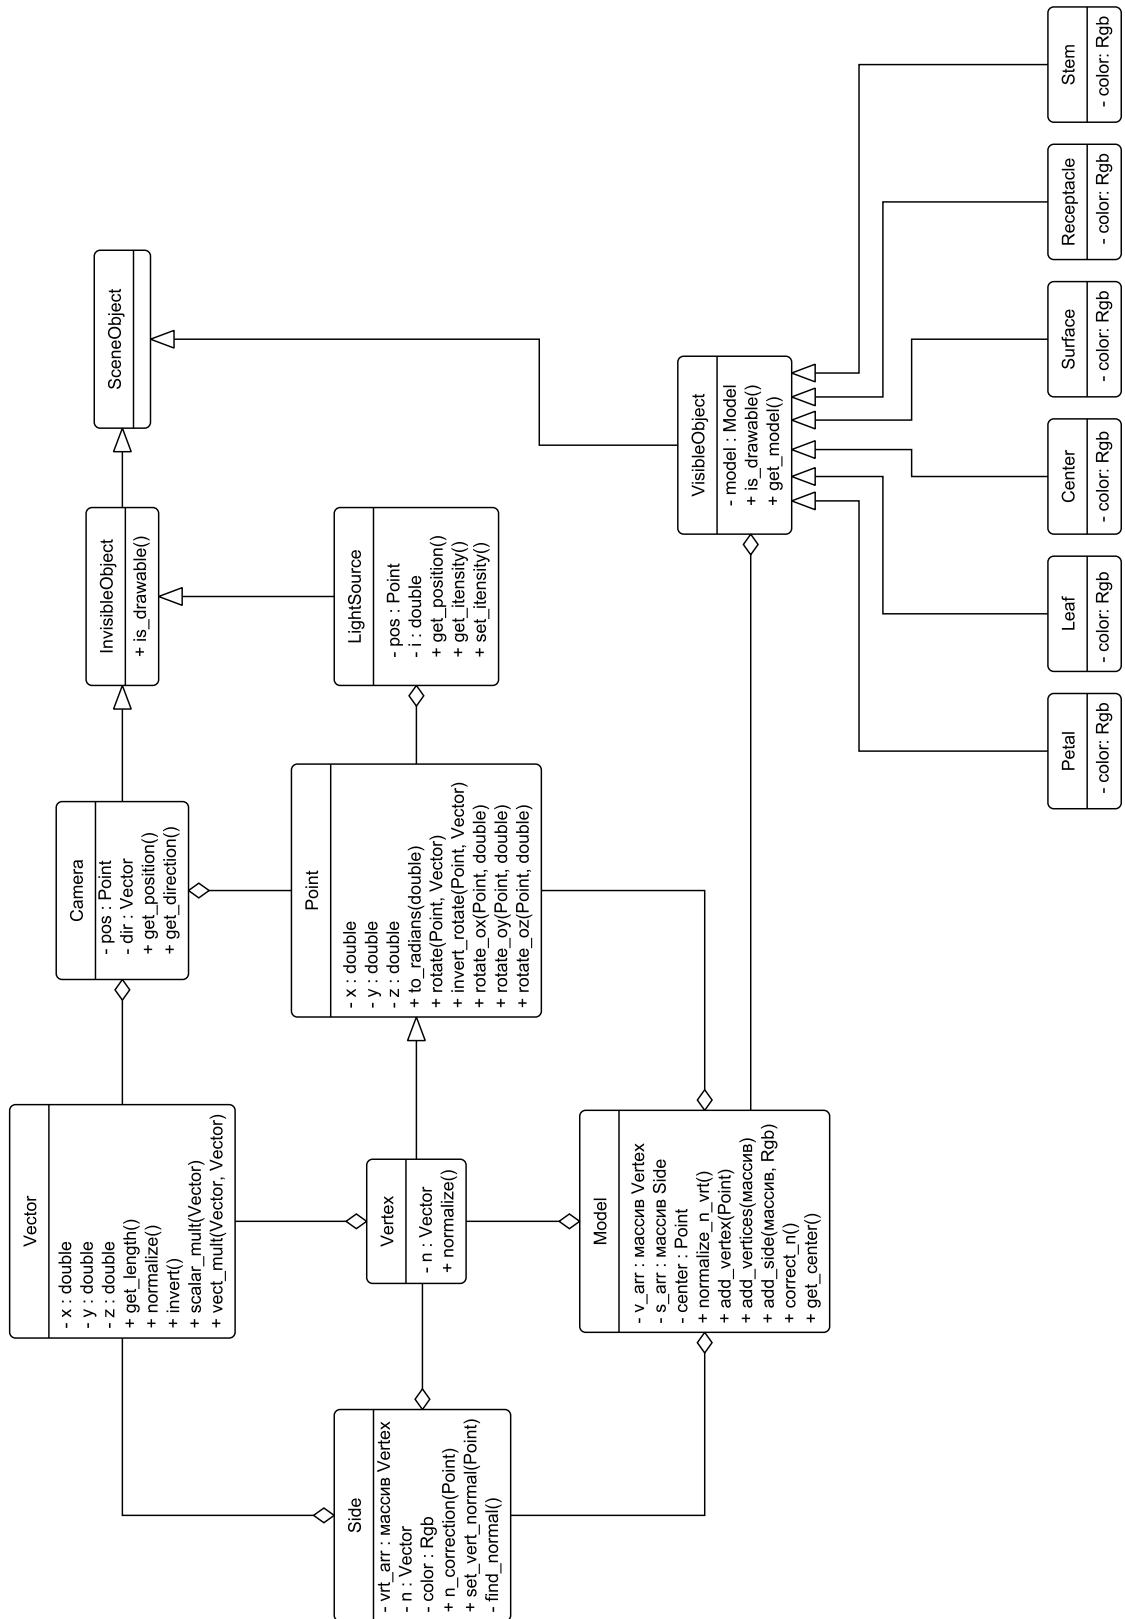 Vector
- x : double
- y : double
- z : double
+ get_length()
+ normalize()
+ invert()
+ scalar_mult(Vector)
+ vect_mult(Vector, Vector)
Camera
- pos : Point
- dir : Vector
+ get_position()
+ get_direction()
InvisibleObject
+ is_drawable()
SceneObject
Side
- vrt_arr : массив Vertex
- n : Vector
- color : Rgb
+ n_correction(Point)
+ set_vert_normal(Point)
- find_normal()
Vertex
- n : Vector
+ normalize()
Point
- x : double
- y : double
- z : double
+ to_radians(double)
+ rotate(Point, Vector)
+ invert_rotate(Point, Vector)
+ rotate_ox(Point, double)
+ rotate_oy(Point, double)
+ rotate_oz(Point, double)
LightSource
- pos : Point
- i : double
+ get_position()
+ get_itensity()
+ set_itensity()
Model
- v_arr : массив Vertex
- s_arr : массив Side
- center : Point
+ normalize_n_vrt()
+ add_vertex(Point)
+ add_vertices(массив)
+ add_side(массив, Rgb)
+ correct_n()
+ get_center()
VisibleObject
- model : Model
+ is_drawable()
+ get_model()
Petal
- color: Rgb
Leaf
- color: Rgb
Center
- color: Rgb
Surface
- color: Rgb
Receptacle
- color: Rgb
Stem
- color: Rgb